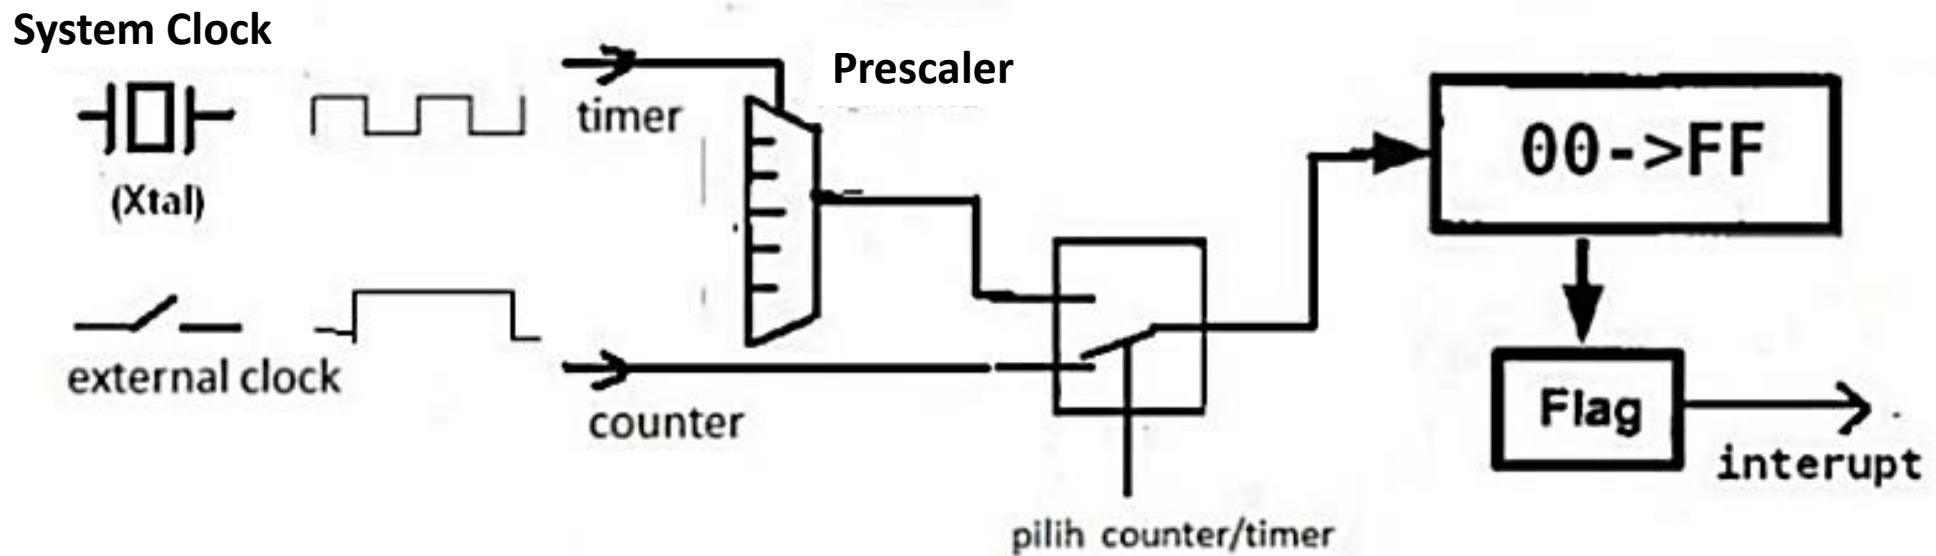 System Clock
(Xtal)
external clock
timer
counter
Prescaler
pilih counter/timer
00->FF
Flag
interupt